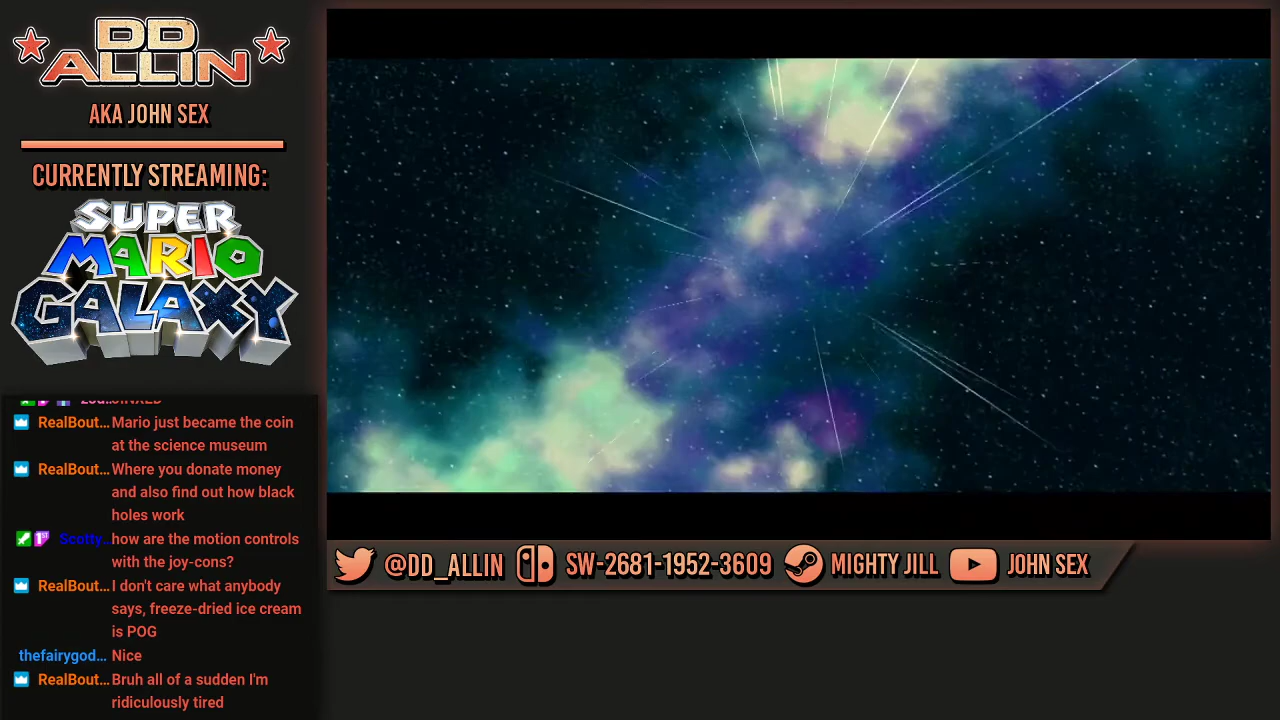 DD
ALLIN
AKA JOHN SEX
CURRENTLY STREAMING:
SUPER
MARIO
GALAXY
RealBout... Mario just became the coin
at the science museum
RealBout... Where you donate money
and also find out how black
holes work
Scotty... how are the motion controls
with the joy-cons?
RealBout... I don't care what anybody
says, freeze-dried ice cream
is POG
thefairygod... Nice
RealBout... Bruh all of a sudden I'm
ridiculously tired
@DD_ALLIN SW-2681-1952-3609 MIGHTY JILL JOHN SEX